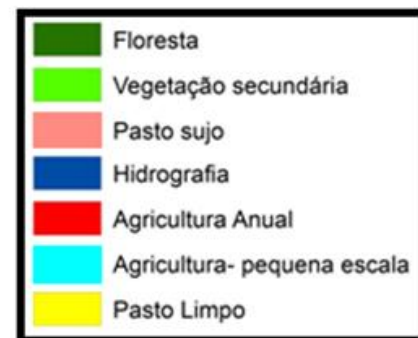 Floresta
Vegetação secundária
Pasto sujo
Hidrografia
Agricultura Anual
Agricultura- pequena escala
Pasto Limpo